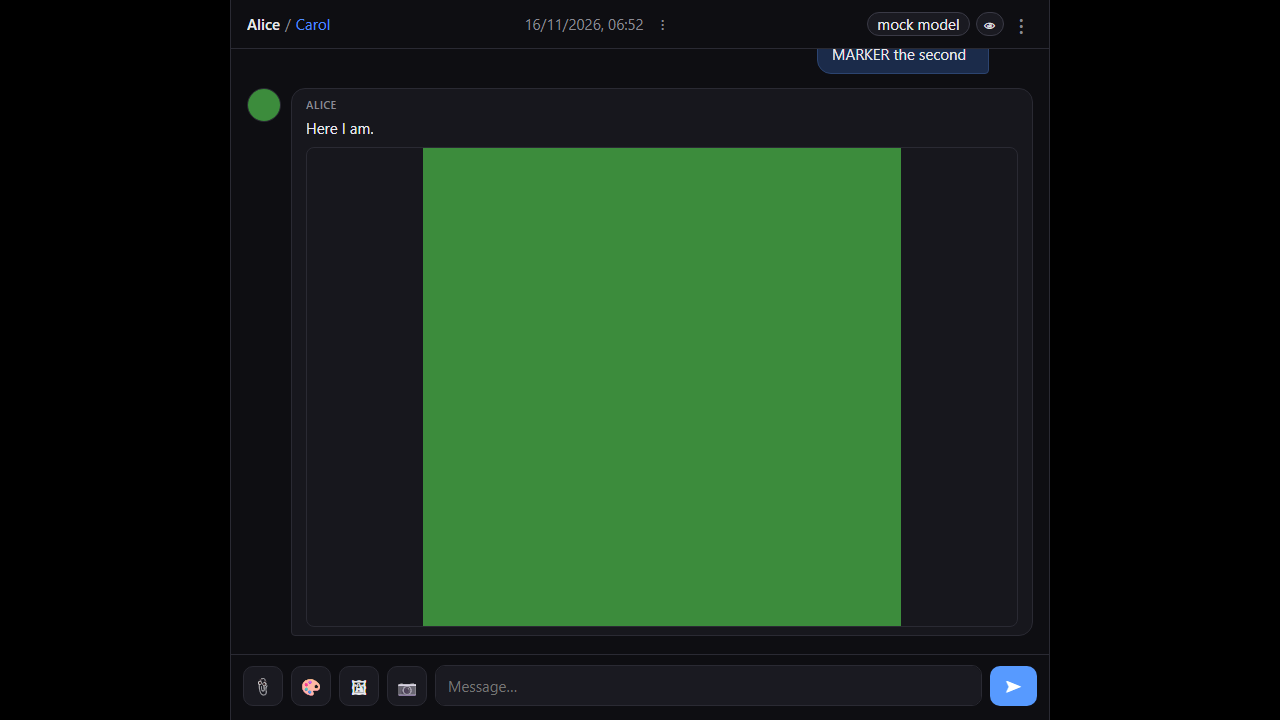 Alice / Carol
16/11/2026, 06:52
mock model
MARKER the second
ALICE
Here I am.
Message...